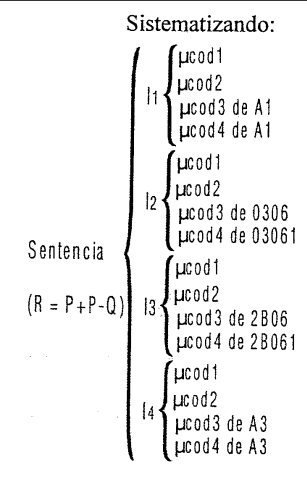 Sistematizando:
µcod1
µcod2
I1
µcod3 de A1
µcod4 de A1
µcod1
µcod2
I2
µcod3 de 0306
µcod4 de 03061
Sentencia
(R = P+P-Q)
µcod1
µcod2
I3
µcod3 de 2B06
µcod4 de 2B061
µcod1
µcod2
I4
µcod3 de A3
µcod4 de A3